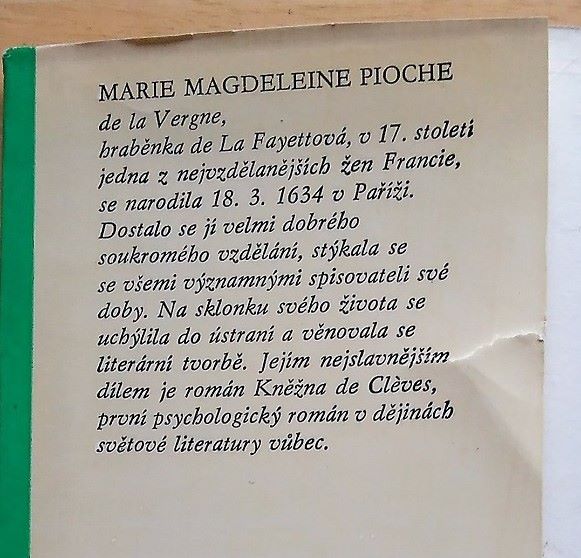 MARIE MAGDELEINE PIOCHE
de la Vergne,
hraběnka de La Fayettová, v 17. století
jedna z nejvzdělanějších žen Francie,
se narodila 18. 3. 1634 v Paříži.
Dostalo se jí velmi dobrého
soukromého vzdělání, stýkala se
se všemi významnými spisovateli své
doby. Na sklonku svého života se
uchýlila do ústraní a věnovala se
literární tvorbě. Jejím nejslavnějším
dílem je román Kněžna de Clèves,
první psychologický román v dějinách
světové literatury vůbec.